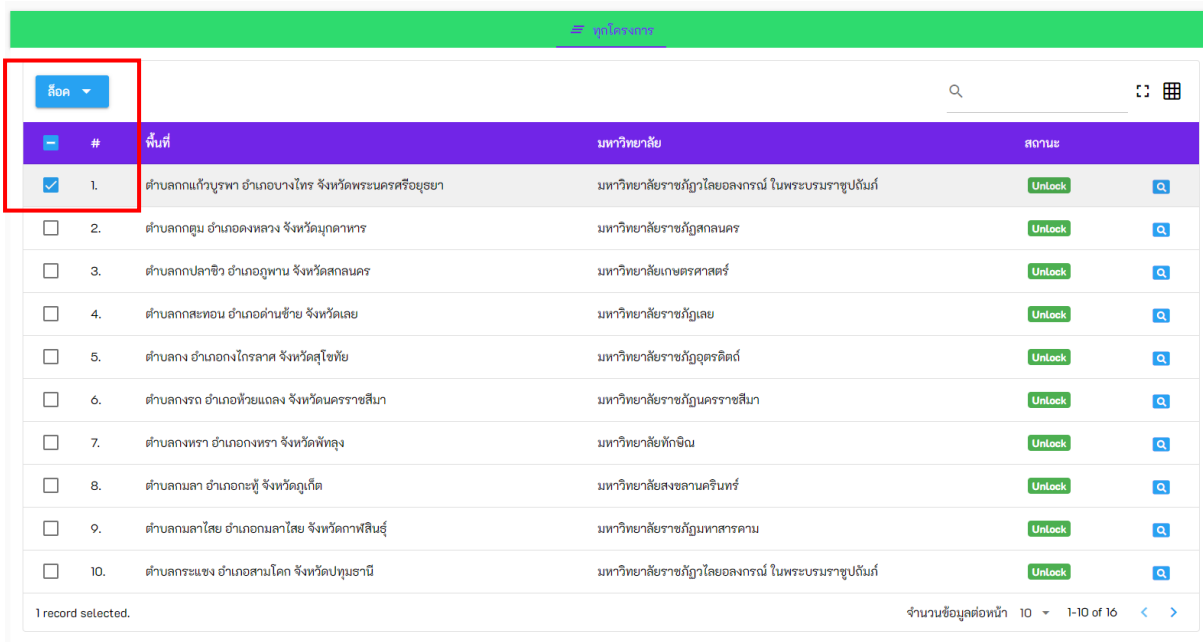 ทุกโครงการ
ล็อค
# พื้นที่ มหาวิทยาลัย สถานะ
1. ตำบลกกแก้วบูรพา อำเภอบางไทร จังหวัดพระนครศรีอยุธยา มหาวิทยาลัยราชภัฏวไลยอลงกรณ์ ในพระบรมราชูปถัมภ์ Unlock
2. ตำบลกกตูม อำเภอดงหลวง จังหวัดมุกดาหาร มหาวิทยาลัยราชภัฏสกลนคร Unlock
3. ตำบลกกปลาซิว อำเภอภูพาน จังหวัดสกลนคร มหาวิทยาลัยเกษตรศาสตร์ Unlock
4. ตำบลกกสะทอน อำเภอด่านซ้าย จังหวัดเลย มหาวิทยาลัยราชภัฏเลย Unlock
5. ตำบลกง อำเภอกงไกรลาศ จังหวัดสุโขทัย มหาวิทยาลัยราชภัฏอุตรดิตถ์ Unlock
6. ตำบลกงรถ อำเภอห้วยแถลง จังหวัดนครราชสีมา มหาวิทยาลัยราชภัฏนครราชสีมา Unlock
7. ตำบลกงหรา อำเภอกงหรา จังหวัดพัทลุง มหาวิทยาลัยทักษิณ Unlock
8. ตำบลกมลา อำเภอกะทู้ จังหวัดภูเก็ต มหาวิทยาลัยสงขลานครินทร์ Unlock
9. ตำบลกมลาไสย อำเภอกมลาไสย จังหวัดกาฬสินธุ์ มหาวิทยาลัยราชภัฏมหาสารคาม Unlock
10. ตำบลกระแชง อำเภอสามโคก จังหวัดปทุมธานี มหาวิทยาลัยราชภัฏวไลยอลงกรณ์ ในพระบรมราชูปถัมภ์ Unlock
1 record selected. จำนวนข้อมูลต่อหน้า 10 1-10 of 16